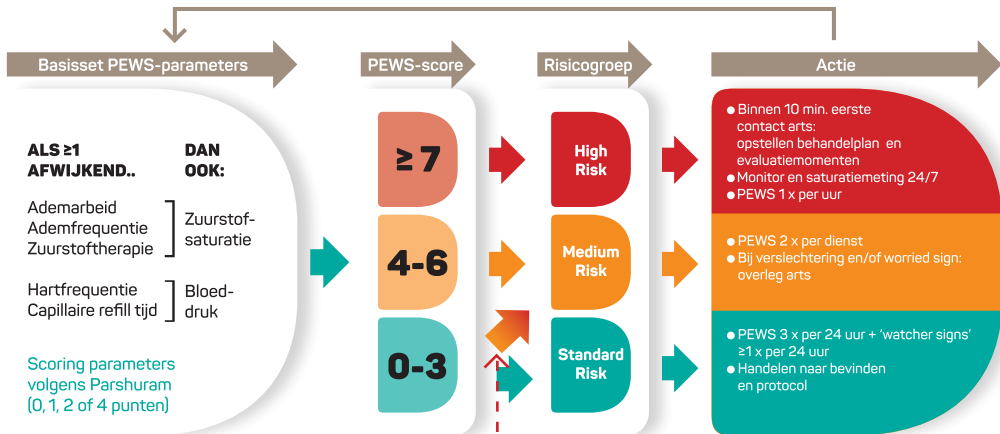 Basisset PEWS-parameters
PEWS-score
Risicogroep
Actie
ALS ≥1
AFWIJKEND..
DAN
OOK:
Ademarbeid
Ademfrequentie
Zuurstoftherapie
Zuurstof-
saturatie
Hartfrequentie
Capillaire refill tijd
Bloed-
druk
Scoring parameters
volgens Parshuram
(0, 1, 2 of 4 punten)
≥ 7
4-6
0-3
High
Risk
Medium
Risk
Standard
Risk
● Binnen 10 min. eerste
contact arts:
opstellen behandelplan en
evaluatiemomenten
● Monitor en saturatiemeting 24/7
● PEWS 1 x per uur
● PEWS 2 x per dienst
● Bij verslechtering en/of worried sign:
overleg arts
● PEWS 3 x per 24 uur + ‘watcher signs’
≥1 x per 24 uur
● Handelen naar bevinden
en protocol